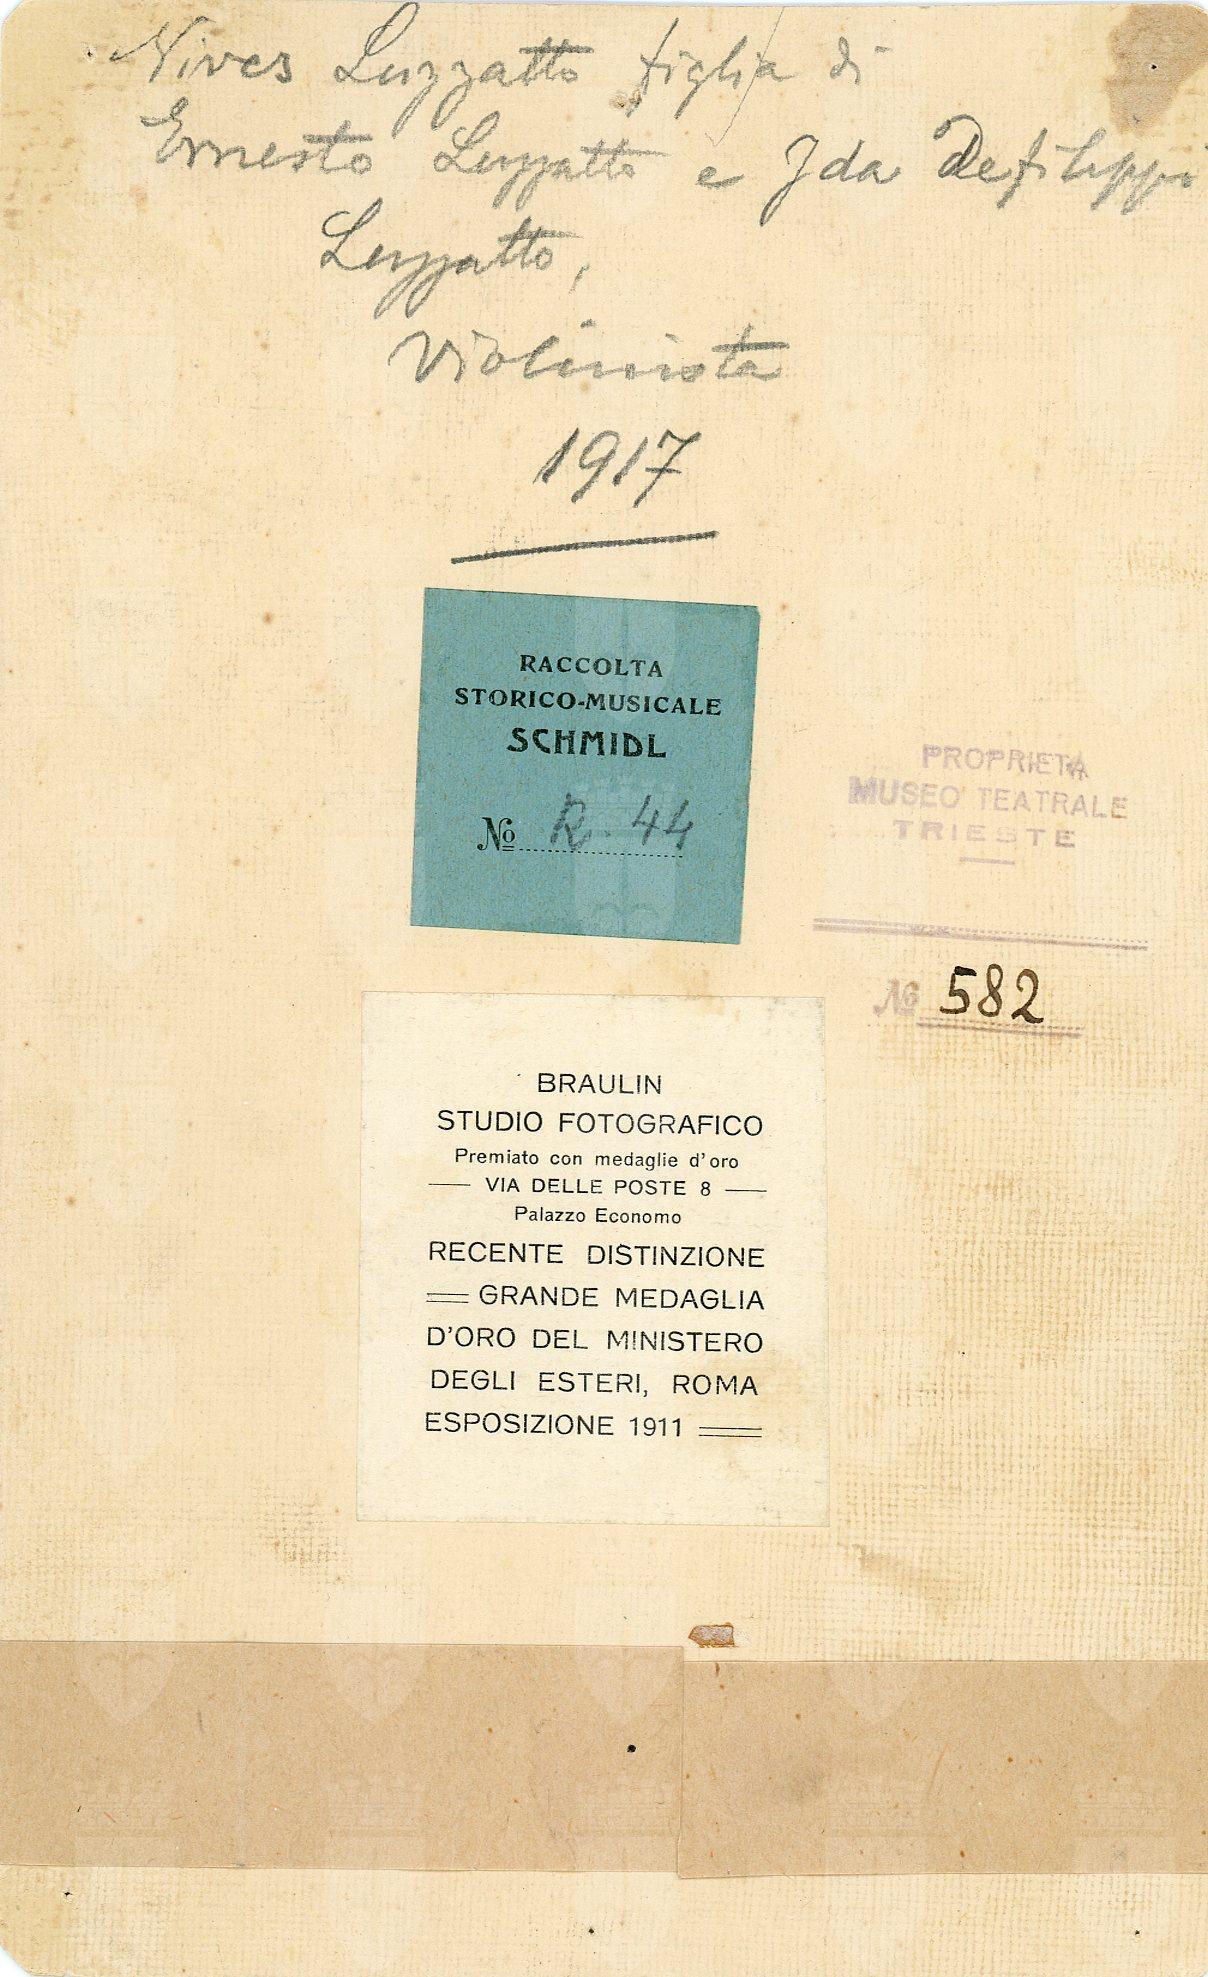 Nives Luzzatto figlia di
Ernesto Luzzatto e Ida Defilippi
Luzzatto,
Violinista
1917
RACCOLTA
STORICO-MUSICALE
SCHMIDL
No R. 44
PROPRIETA
MUSEO TEATRALE
TRIESTE
No 582
BRAULIN
STUDIO FOTOGRAFICO
Premiato con medaglie d'oro
VIA DELLE POSTE 8
Palazzo Economo
RECENTE DISTINZIONE
GRANDE MEDAGLIA
D'ORO DEL MINISTERO
DEGLI ESTERI, ROMA
ESPOSIZIONE 1911